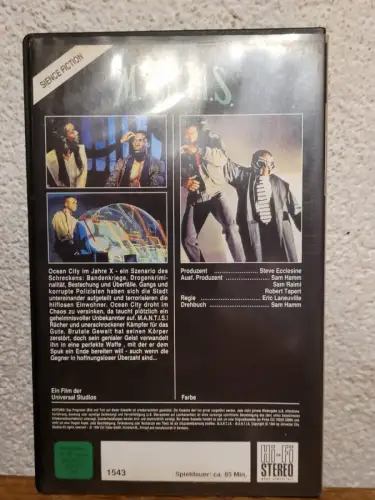 SIENCE FICTION
M.A.N.T.I.S.
Ocean City im Jahre X - ein Szenario des
Schreckens: Bandenkriege, Drogenkrimi-
nalität, Bestechung und Überfälle. Gangs und
korrupte Polizisten haben sich die Stadt
untereinander aufgeteilt und terrorisieren die
hilflosen Einwohner. Ocean City droht im
Chaos zu versinken, da taucht plötzlich ein
geheimnisvoller Unbekannter auf. M.A.N.T.I.S.!
Rächer und unerschrockener Kämpfer für das
Gute. Brutale Gewalt hat seinen Körper
zerstört, doch sein genialer Geist verwandelt
ihn in eine perfekte Waffe, mit der er dem
Spuk ein Ende bereiten will - auch wenn die
Gegner in hoffnungsloser Überzahl sind...
Produzent Steve Ecclesine
Ausf. Produzent Sam Hamm
Sam Raimi
Robert Tapert
Regie Eric Laneuville
Drehbuch Sam Hamm
Ein Film der
Universal Studios
Farbe
1543
Spieldauer: ca. 85 Min.
HI-FI
STEREO